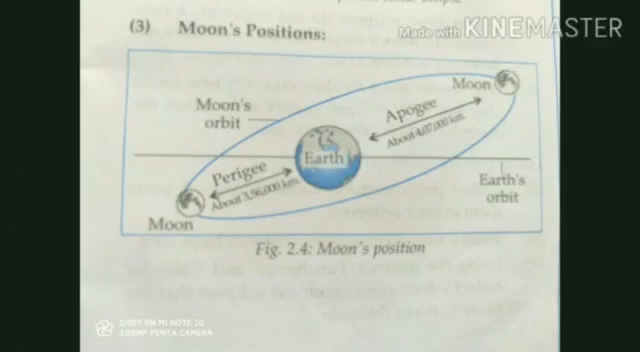 (3) Moon's Positions:
Made with KINEMASTER
Moon
Moon's
orbit
Apogee
About 4,07,000 km
Earth
Perigee
About 3,56,000 km
Earth's
orbit
Moon
Fig. 2.4: Moon's position
SHOT ON MI NOTE 10
108MP PENTA CAMERA